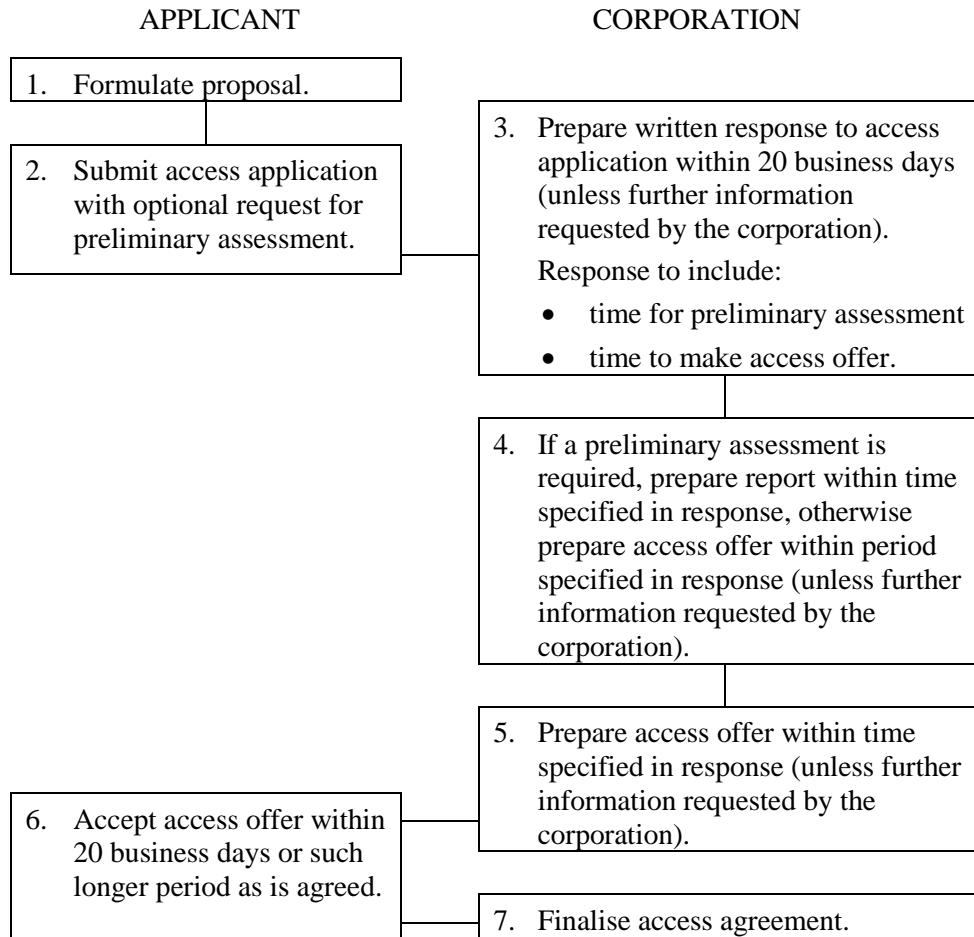 APPLICANT
CORPORATION
1. Formulate proposal.
2. Submit access application
with optional request for
preliminary assessment.
3. Prepare written response to access
application within 20 business days
(unless further information
requested by the corporation).
Response to include:
• time for preliminary assessment
• time to make access offer.
4. If a preliminary assessment is
required, prepare report within time
specified in response, otherwise
prepare access offer within period
specified in response (unless further
information requested by the
corporation).
5. Prepare access offer within time
specified in response (unless further
information requested by the
corporation).
6. Accept access offer within
20 business days or such
longer period as is agreed.
7. Finalise access agreement.